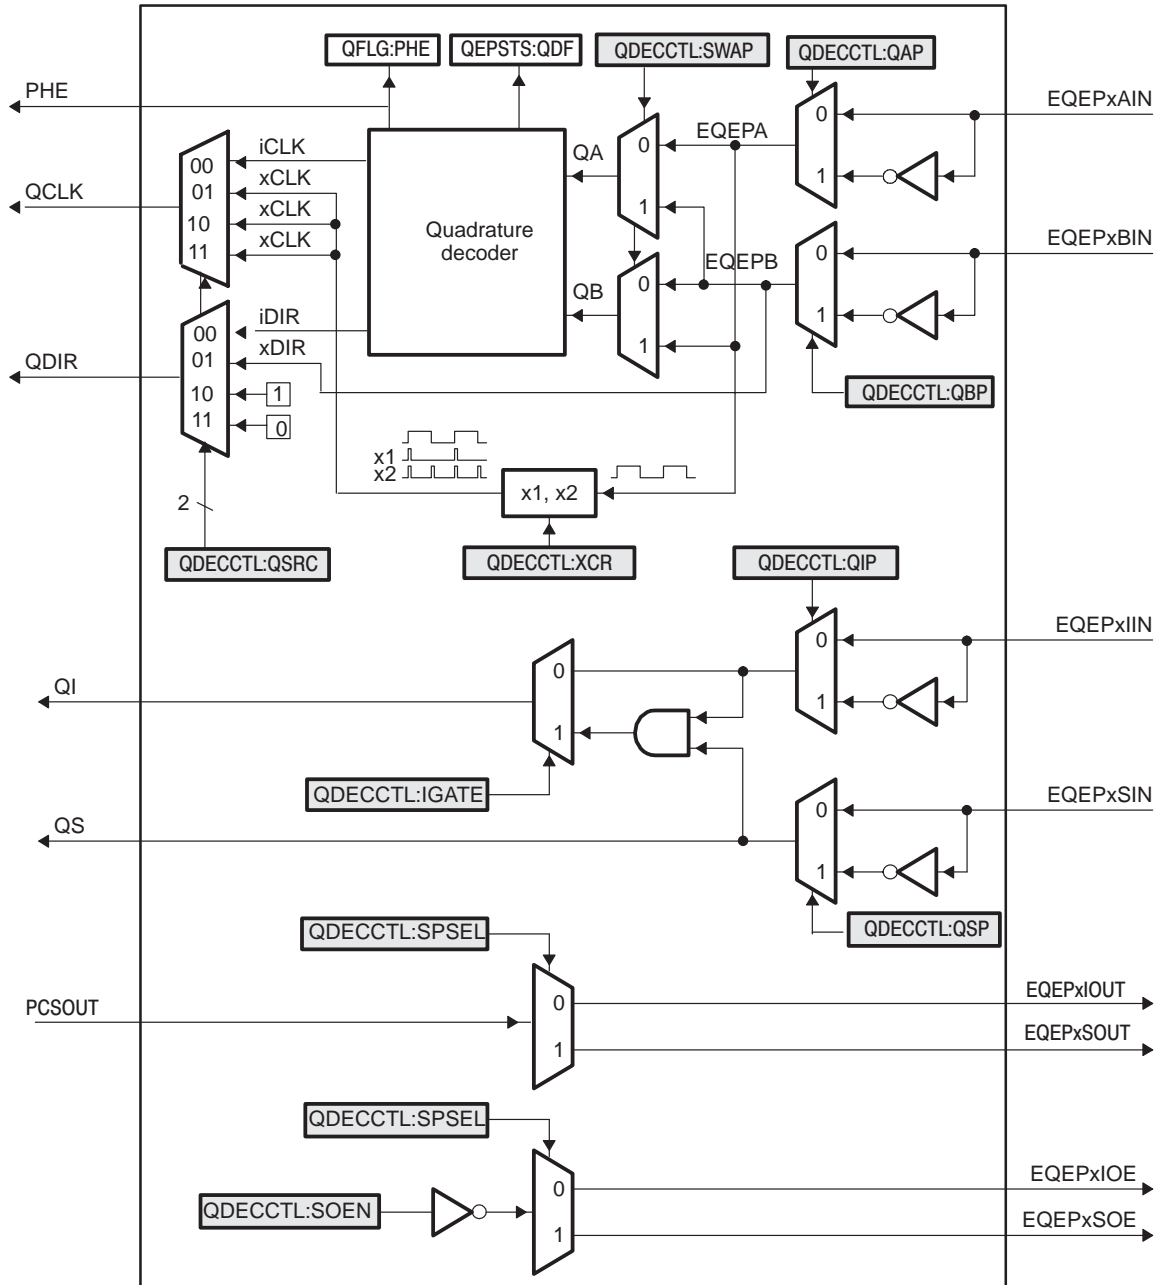 QFLG:PHE
QEPSTS:QDF
QDECCTL:SWAP
QDECCTL:QAP
PHE
EQEPxAIN
0
EQEPA
iCLK
QA
0
00
xCLK
01
1
QCLK
xCLK
10
1
xCLK
11
Quadrature
decoder
EQEPxBIN
0
EQEPB
QB
0
iDIR
1
00
xDIR
01
1
QDIR
10
1
QDECCTL:QBP
11
0
x1
x2
x1, x2
2
QDECCTL:QSRC
QDECCTL:XCR
QDECCTL:QIP
EQEPxIIN
0
0
QI
1
1
QDECCTL:IGATE
EQEPxSIN
0
QS
1
QDECCTL:SPSEL
QDECCTL:QSP
EQEPxIOUT
0
PCSOUT
EQEPxSOUT
1
QDECCTL:SPSEL
EQEPxIOE
0
QDECCTL:SOEN
EQEPxSOE
1